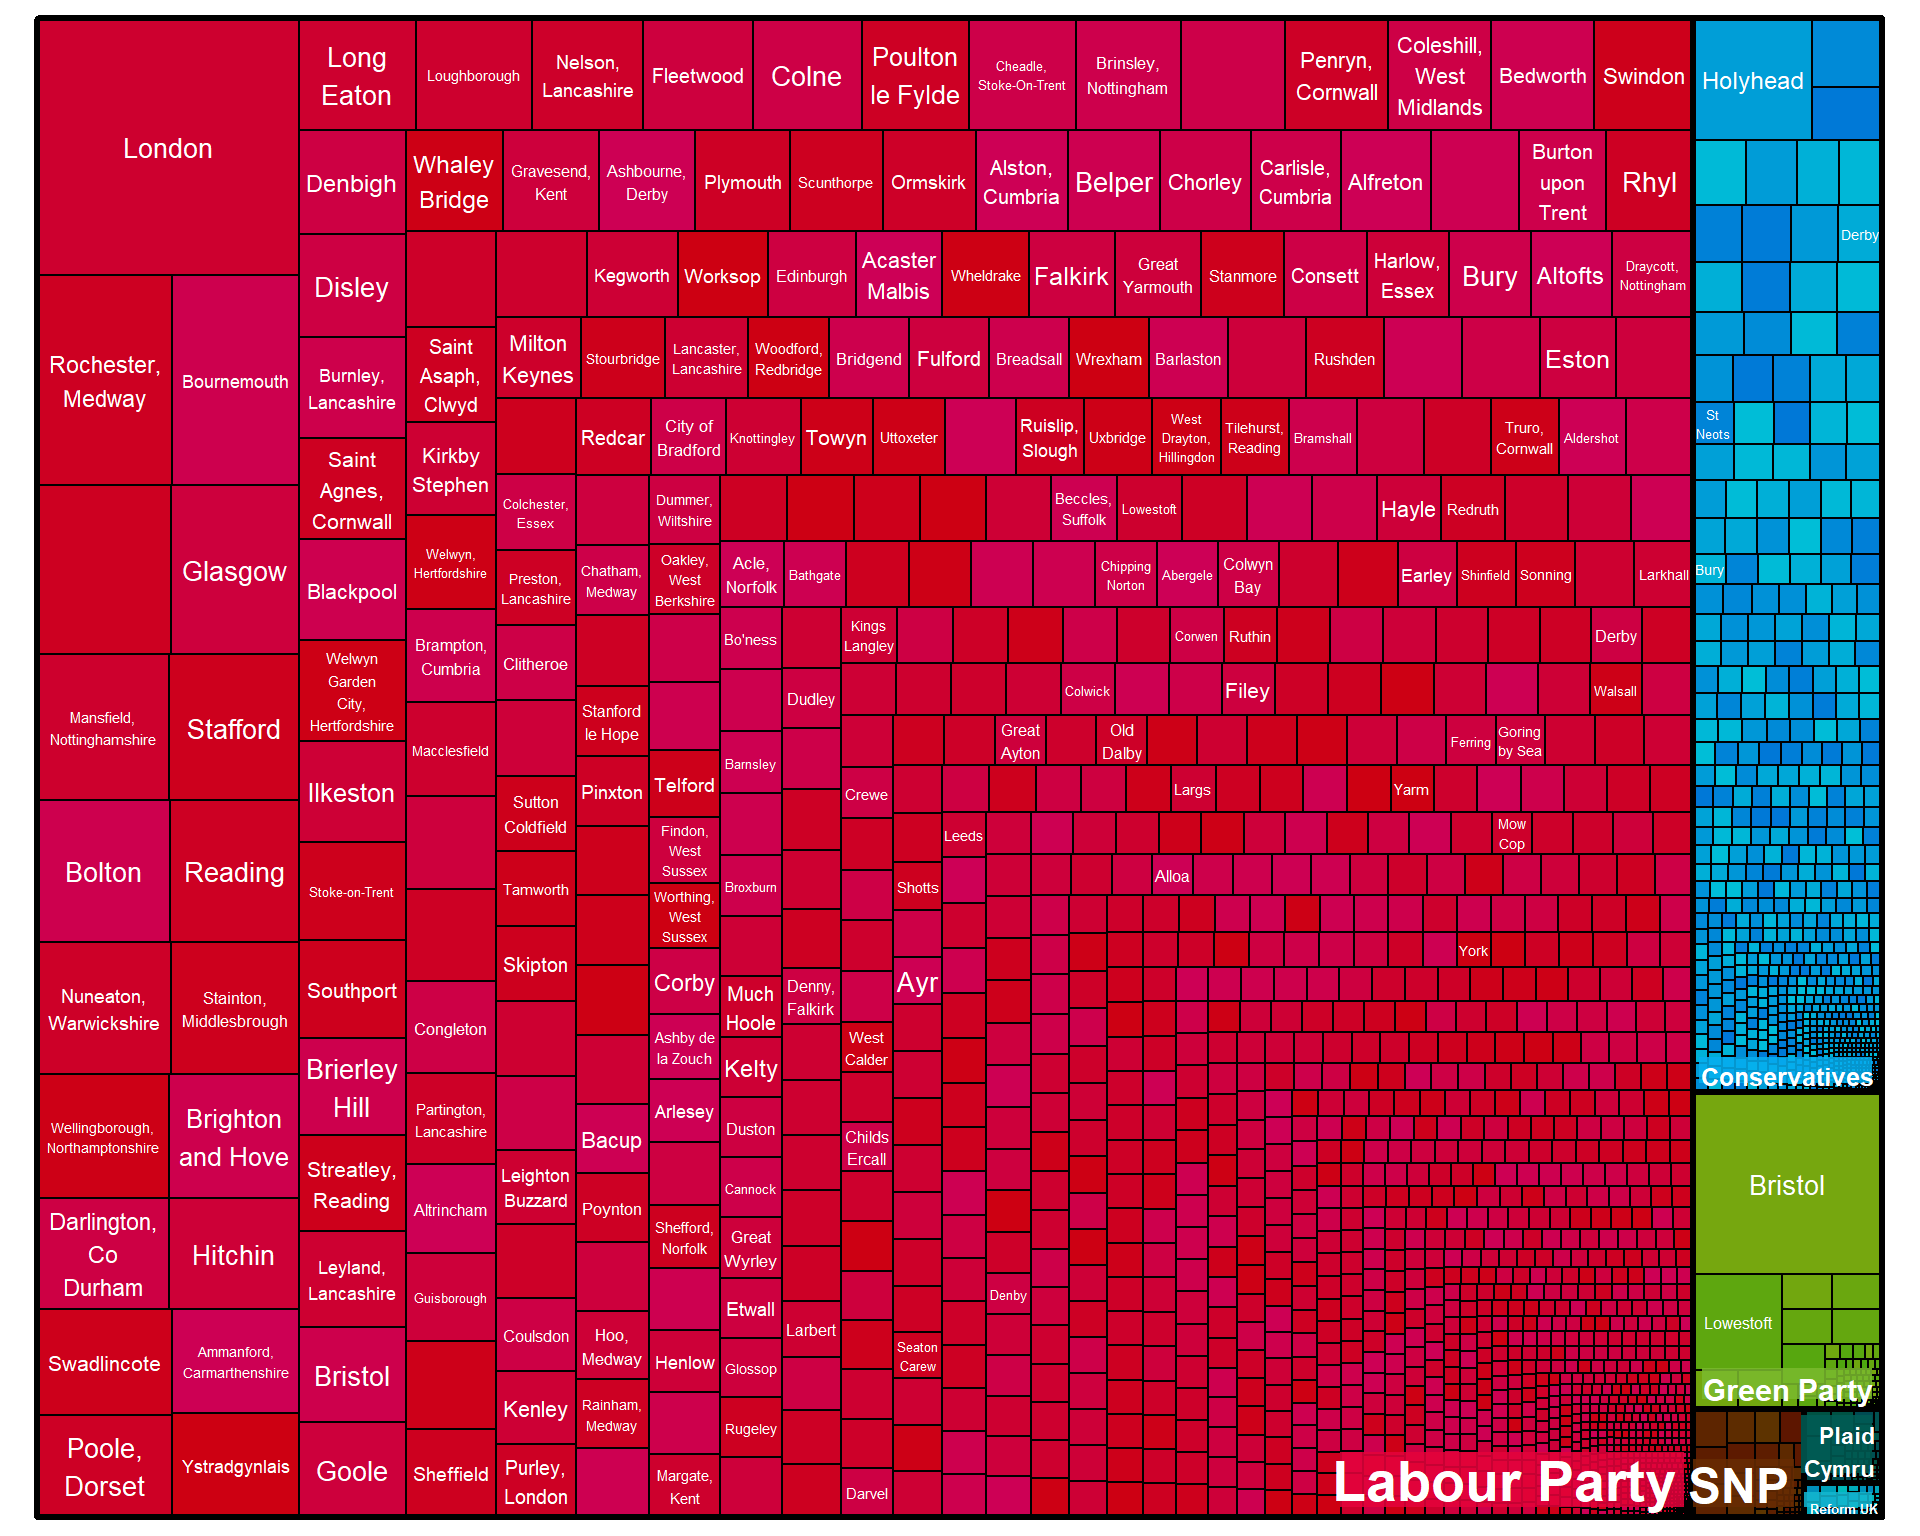 London
Rochester,
Medway
Bournemouth
Glasgow
Mansfield,
Nottinghamshire
Stafford
Bolton
Reading
Nuneaton,
Warwickshire
Stainton,
Middlesbrough
Wellingborough,
Northamptonshire
Brighton
and Hove
Darlington,
Co
Durham
Hitchin
Swadlincote
Ammanford,
Carmarthenshire
Poole,
Dorset
Ystradgynlais
Long
Eaton
Loughborough
Nelson,
Lancashire
Fleetwood
Colne
Poulton
le Fylde
Cheadle,
Stoke-On-Trent
Brinsley,
Nottingham
Penryn,
Cornwall
Coleshill,
West
Midlands
Bedworth
Swindon
Denbigh
Disley
Burnley,
Lancashire
Saint
Agnes,
Cornwall
Blackpool
Welwyn
Garden
City,
Hertfordshire
Ilkeston
Stoke-on-Trent
Southport
Brierley
Hill
Streatley,
Reading
Leyland,
Lancashire
Bristol
Goole
Whaley
Bridge
Gravesend,
Kent
Ashbourne,
Derby
Plymouth
Scunthorpe
Ormskirk
Alston,
Cumbria
Belper
Chorley
Carlisle,
Cumbria
Alfreton
Burton
upon
Trent
Rhyl
Saint
Asaph,
Clwyd
Kirkby
Stephen
Welwyn,
Hertfordshire
Brampton,
Cumbria
Macclesfield
Congleton
Partington,
Lancashire
Altrincham
Guisborough
Sheffield
Kegworth
Worksop
Edinburgh
Acaster
Malbis
Wheldrake
Falkirk
Great
Yarmouth
Stanmore
Consett
Harlow,
Essex
Bury
Altofts
Draycott,
Nottingham
Milton
Keynes
Stourbridge
Lancaster,
Lancashire
Woodford,
Redbridge
Bridgend
Fulford
Breadsall
Wrexham
Barlaston
Rushden
Eston
Colchester,
Essex
Preston,
Lancashire
Clitheroe
Sutton
Coldfield
Tamworth
Skipton
Leighton
Buzzard
Coulsdon
Kenley
Purley,
London
Redcar
City of
Bradford
Knottingley
Towyn
Uttoxeter
Ruislip,
Slough
Uxbridge
West
Drayton,
Hillingdon
Tilehurst,
Reading
Bramshall
Truro,
Cornwall
Aldershot
Chatham,
Medway
Stanford
le Hope
Pinxton
Bacup
Poynton
Hoo,
Medway
Rainham,
Medway
Dummer,
Wiltshire
Oakley,
West
Berkshire
Telford
Findon,
West
Sussex
Worthing,
West
Sussex
Corby
Ashby de
la Zouch
Arlesey
Shefford,
Norfolk
Henlow
Margate,
Kent
Beccles,
Suffolk
Lowestoft
Hayle
Redruth
Acle,
Norfolk
Bathgate
Chipping
Norton
Abergele
Colwyn
Bay
Earley
Shinfield
Sonning
Larkhall
Bo'ness
Barnsley
Broxburn
Much
Hoole
Kelty
Duston
Cannock
Great
Wyrley
Etwall
Glossop
Rugeley
Dudley
Denny,
Falkirk
Larbert
Kings
Langley
Corwen
Ruthin
Derby
Colwick
Filey
Walsall
Crewe
West
Calder
Childs
Ercall
Darvel
Great
Ayton
Old
Dalby
Ferring
Goring
by Sea
Shotts
Ayr
Seaton
Carew
Largs
Yarm
Leeds
Mow
Cop
Alloa
Denby
York
Labour Party
Holyhead
Derby
St
Neots
Bury
Conservatives
Bristol
Lowestoft
Green Party
SNP
Plaid
Cymru
Reform UK